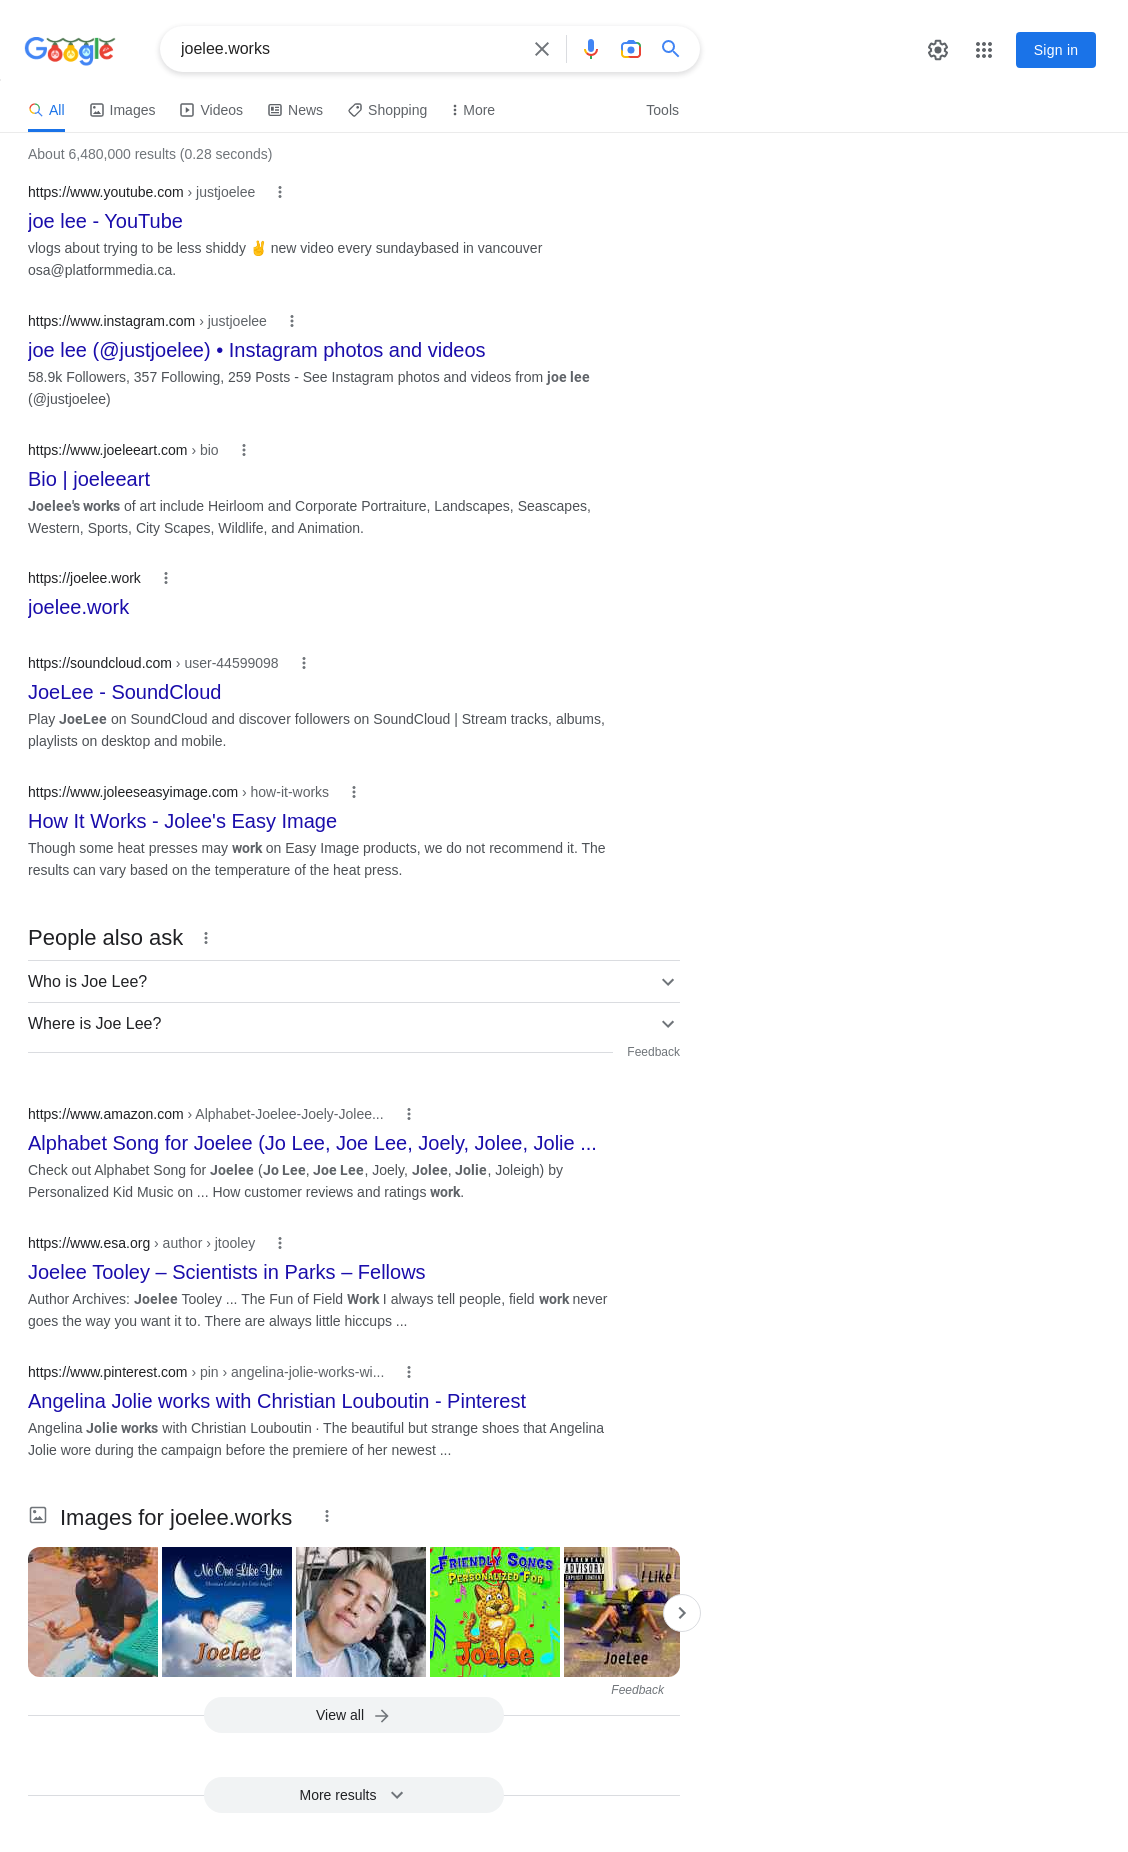 Google
joelee.works
Sign in
All
Images
Videos
News
Shopping
More
Tools
About 6,480,000 results (0.28 seconds)
https://www.youtube.com › justjoelee
joe lee - YouTube
vlogs about trying to be less shiddy ✌️ new video every sundaybased in vancouver
osa@platformmedia.ca.
https://www.instagram.com › justjoelee
joe lee (@justjoelee) • Instagram photos and videos
58.9k Followers, 357 Following, 259 Posts - See Instagram photos and videos from joe lee
(@justjoelee)
https://www.joeleeart.com › bio
Bio | joeleeart
Joelee's works of art include Heirloom and Corporate Portraiture, Landscapes, Seascapes,
Western, Sports, City Scapes, Wildlife, and Animation.
https://joelee.work
joelee.work
https://soundcloud.com › user-44599098
JoeLee - SoundCloud
Play JoeLee on SoundCloud and discover followers on SoundCloud | Stream tracks, albums,
playlists on desktop and mobile.
https://www.joleeseasyimage.com › how-it-works
How It Works - Jolee's Easy Image
Though some heat presses may work on Easy Image products, we do not recommend it. The
results can vary based on the temperature of the heat press.
People also ask
Who is Joe Lee?
Where is Joe Lee?
Feedback
https://www.amazon.com › Alphabet-Joelee-Joely-Jolee...
Alphabet Song for Joelee (Jo Lee, Joe Lee, Joely, Jolee, Jolie ...
Check out Alphabet Song for Joelee (Jo Lee, Joe Lee, Joely, Jolee, Jolie, Joleigh) by
Personalized Kid Music on ... How customer reviews and ratings work.
https://www.esa.org › author › jtooley
Joelee Tooley – Scientists in Parks – Fellows
Author Archives: Joelee Tooley ... The Fun of Field Work I always tell people, field work never
goes the way you want it to. There are always little hiccups ...
https://www.pinterest.com › pin › angelina-jolie-works-wi...
Angelina Jolie works with Christian Louboutin - Pinterest
Angelina Jolie works with Christian Louboutin · The beautiful but strange shoes that Angelina
Jolie wore during the campaign before the premiere of her newest ...
Images for joelee.works
No One Like You
Joelee
FRIENDLY SONGS
PERSONALIZED FOR
Joelee
PARENTAL
ADVISORY
EXPLICIT CONTENT
I Like
JoeLee
Feedback
View all
More results